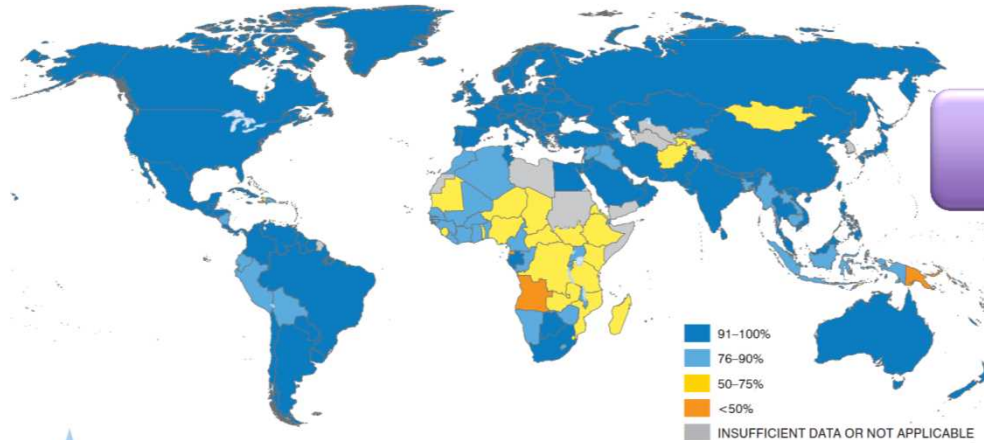 91–100%
76–90%
50–75%
<50%
INSUFFICIENT DATA OR NOT APPLICABLE